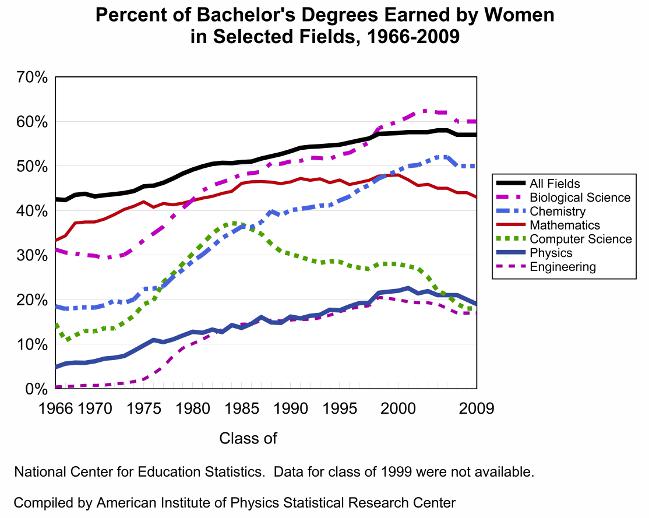 Percent of Bachelor's Degrees Earned by Women
in Selected Fields, 1966-2009
70%
60%
50%
40%
30%
20%
10%
0%
All Fields
Biological Science
Chemistry
Mathematics
Computer Science
Physics
Engineering
1966 1970 1975 1980 1985 1990 1995 2000 2009
Class of
National Center for Education Statistics. Data for class of 1999 were not available.
Compiled by American Institute of Physics Statistical Research Center